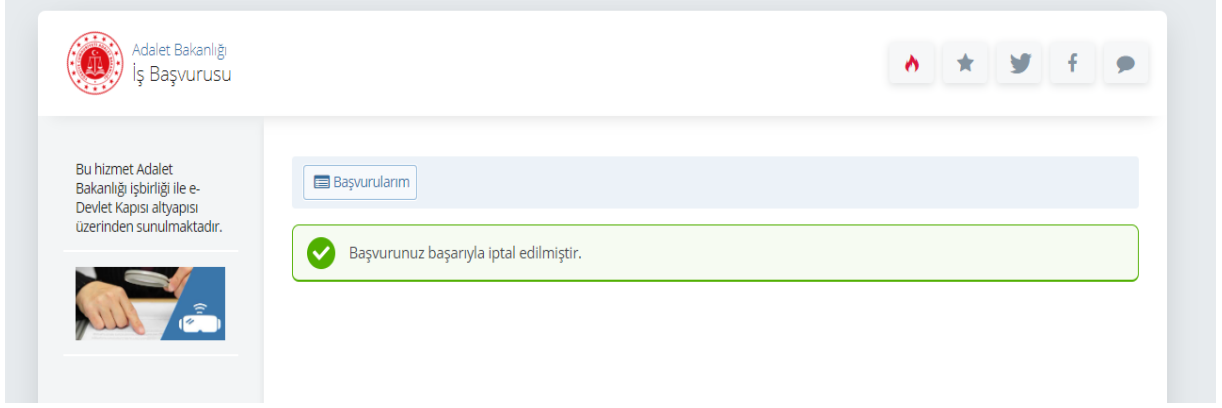 Adalet Bakanlığı
İş Başvurusu
Bu hizmet Adalet
Bakanlığı işbirliği ile e-
Devlet Kapısı altyapısı
üzerinden sunulmaktadır.
Başvurularım
Başvurunuz başarıyla iptal edilmiştir.